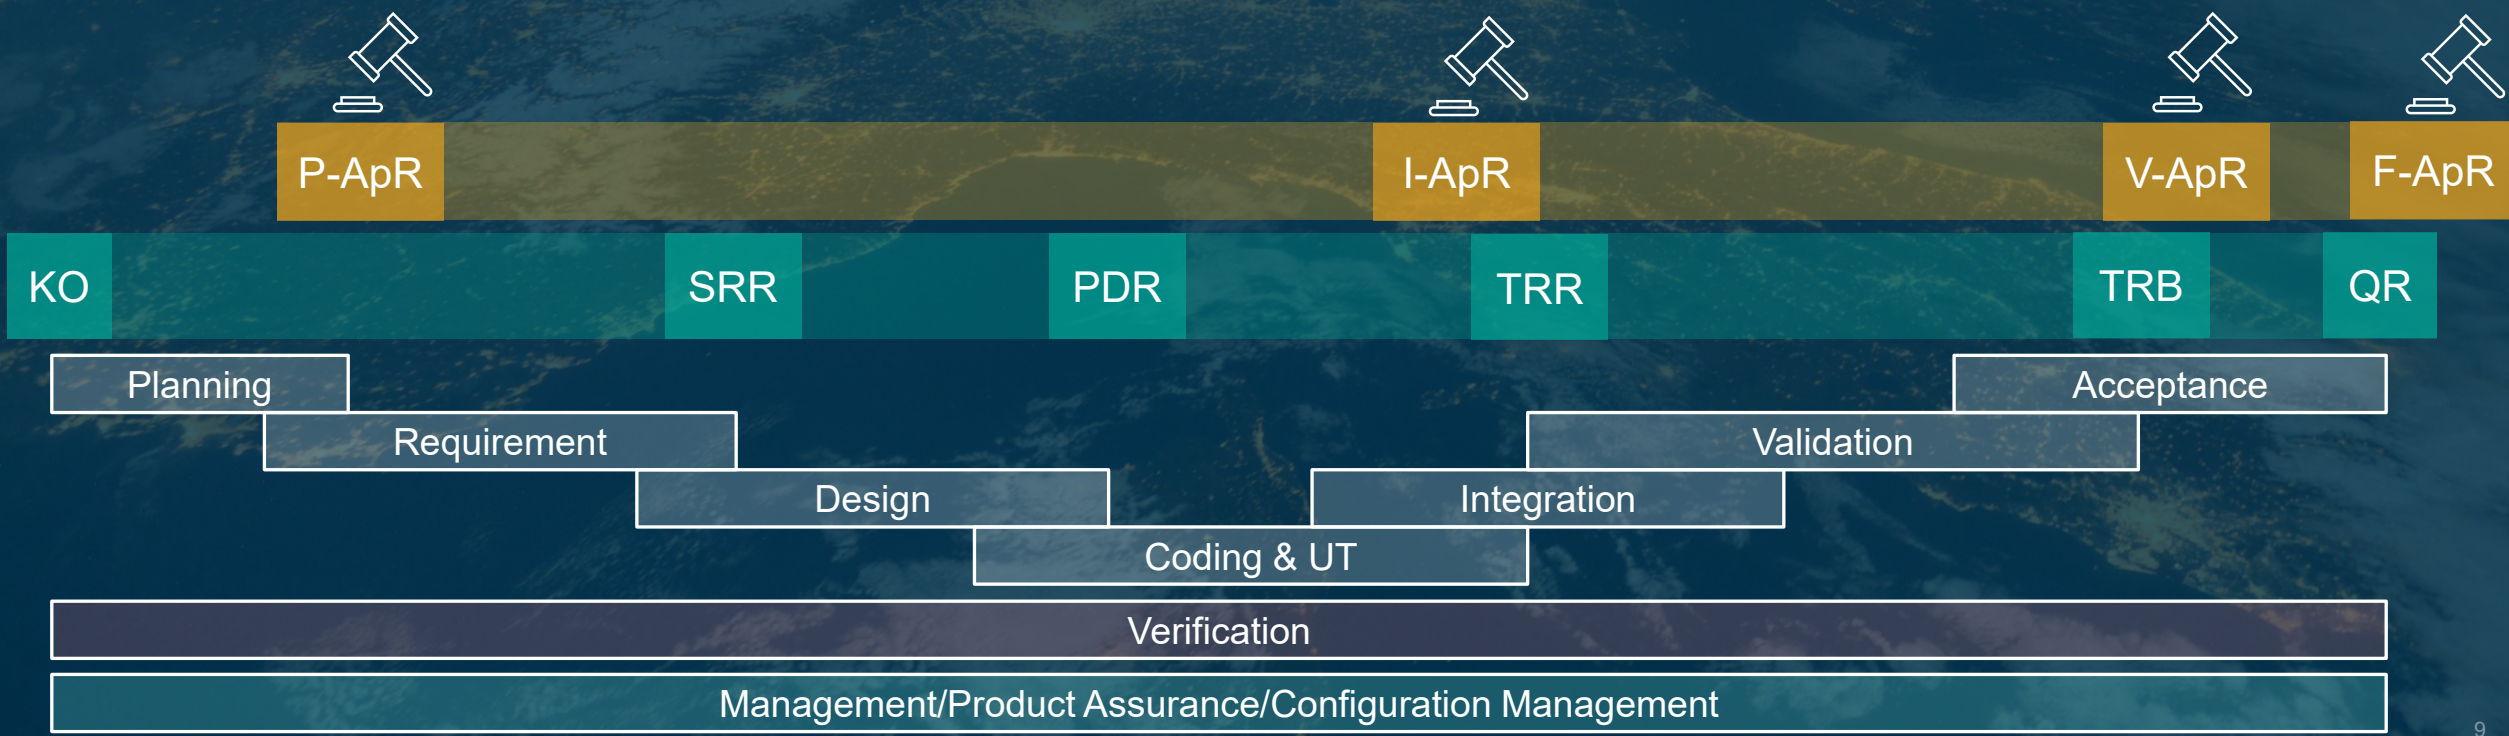 P-ApR
I-ApR
V-ApR
F-ApR
KO
SRR
PDR
TRR
TRB
QR
Planning
Acceptance
Requirement
Validation
Design
Integration
Coding & UT
Verification
Management/Product Assurance/Configuration Management
9